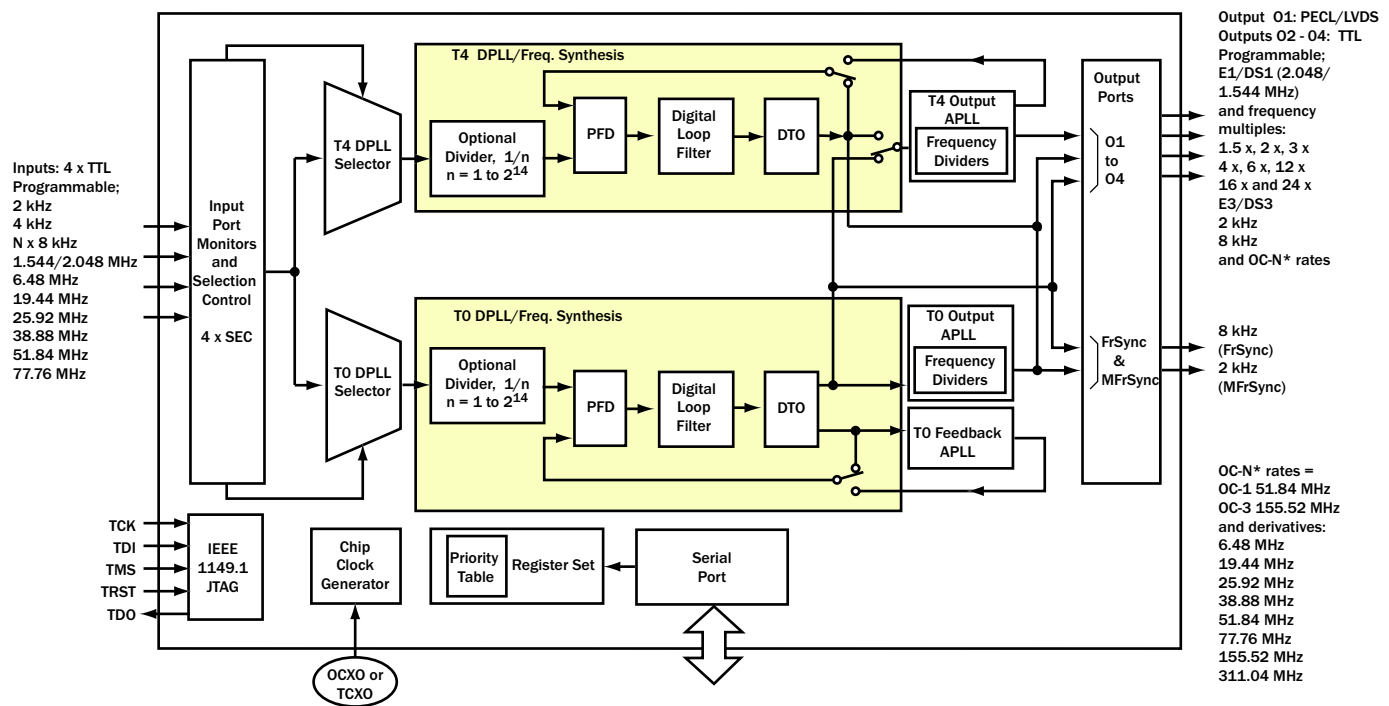 Inputs: 4 x TTL
Programmable;
2 kHz
4 kHz
N x 8 kHz
1.544/2.048 MHz
6.48 MHz
19.44 MHz
25.92 MHz
38.88 MHz
51.84 MHz
77.76 MHz
Input
Port
Monitors
and
Selection
Control
4 x SEC
T4 DPLL
Selector
T0 DPLL
Selector
T4 DPLL/Freq. Synthesis
Optional
Divider, 1/n
n = 1 to 2^14
PFD
Digital
Loop
Filter
DTO
T4 Output
APLL
Frequency
Dividers
T0 DPLL/Freq. Synthesis
Optional
Divider, 1/n
n = 1 to 2^14
PFD
Digital
Loop
Filter
DTO
T0 Output
APLL
Frequency
Dividers
T0 Feedback
APLL
Output
Ports
O1
to
O4
FrSync
&
MFrSync
Output O1: PECL/LVDS
Outputs O2 - O4: TTL
Programmable;
E1/DS1 (2.048/
1.544 MHz)
and frequency
multiples:
1.5 x, 2 x, 3 x
4 x, 6 x, 12 x
16 x and 24 x
E3/DS3
2 kHz
8 kHz
and OC-N* rates
8 kHz
(FrSync)
2 kHz
(MFrSync)
OC-N* rates =
OC-1 51.84 MHz
OC-3 155.52 MHz
and derivatives:
6.48 MHz
19.44 MHz
25.92 MHz
38.88 MHz
51.84 MHz
77.76 MHz
155.52 MHz
311.04 MHz
TCK
TDI
TMS
TRST
TDO
IEEE
1149.1
JTAG
Chip
Clock
Generator
OCXO or
TCXO
Priority
Table
Register Set
Serial
Port